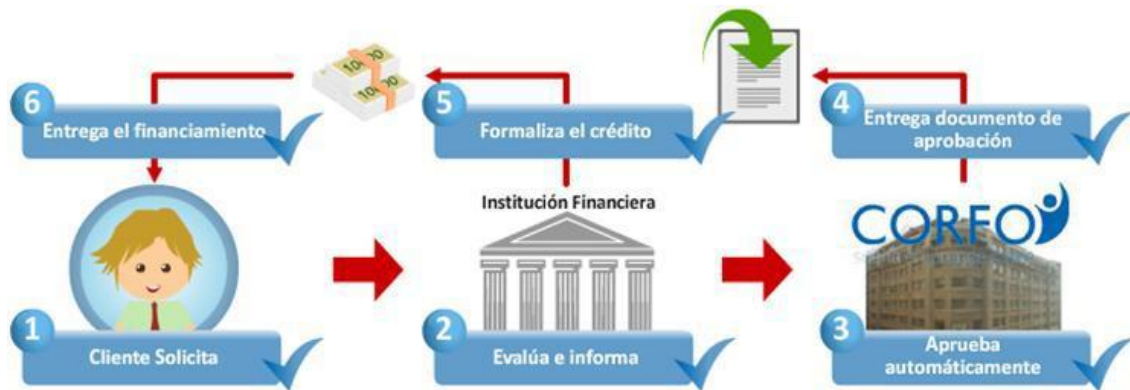 6
Entrega el financiamiento
5
Formaliza el crédito
4
Entrega documento de
aprobación
Institución Financiera
CORFO
1
Cliente Solicita
2
Evalúa e informa
3
Aprueba
automáticamente